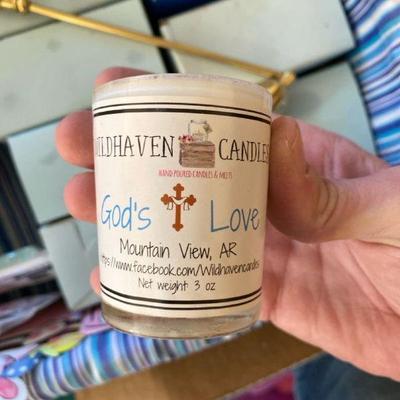 WILDHAVEN CANDLES
HAND POURED CANDLES & MELTS
God's Love
Mountain View, AR
https://www.facebook.com/Wildhavencandles
Net weight: 3 oz